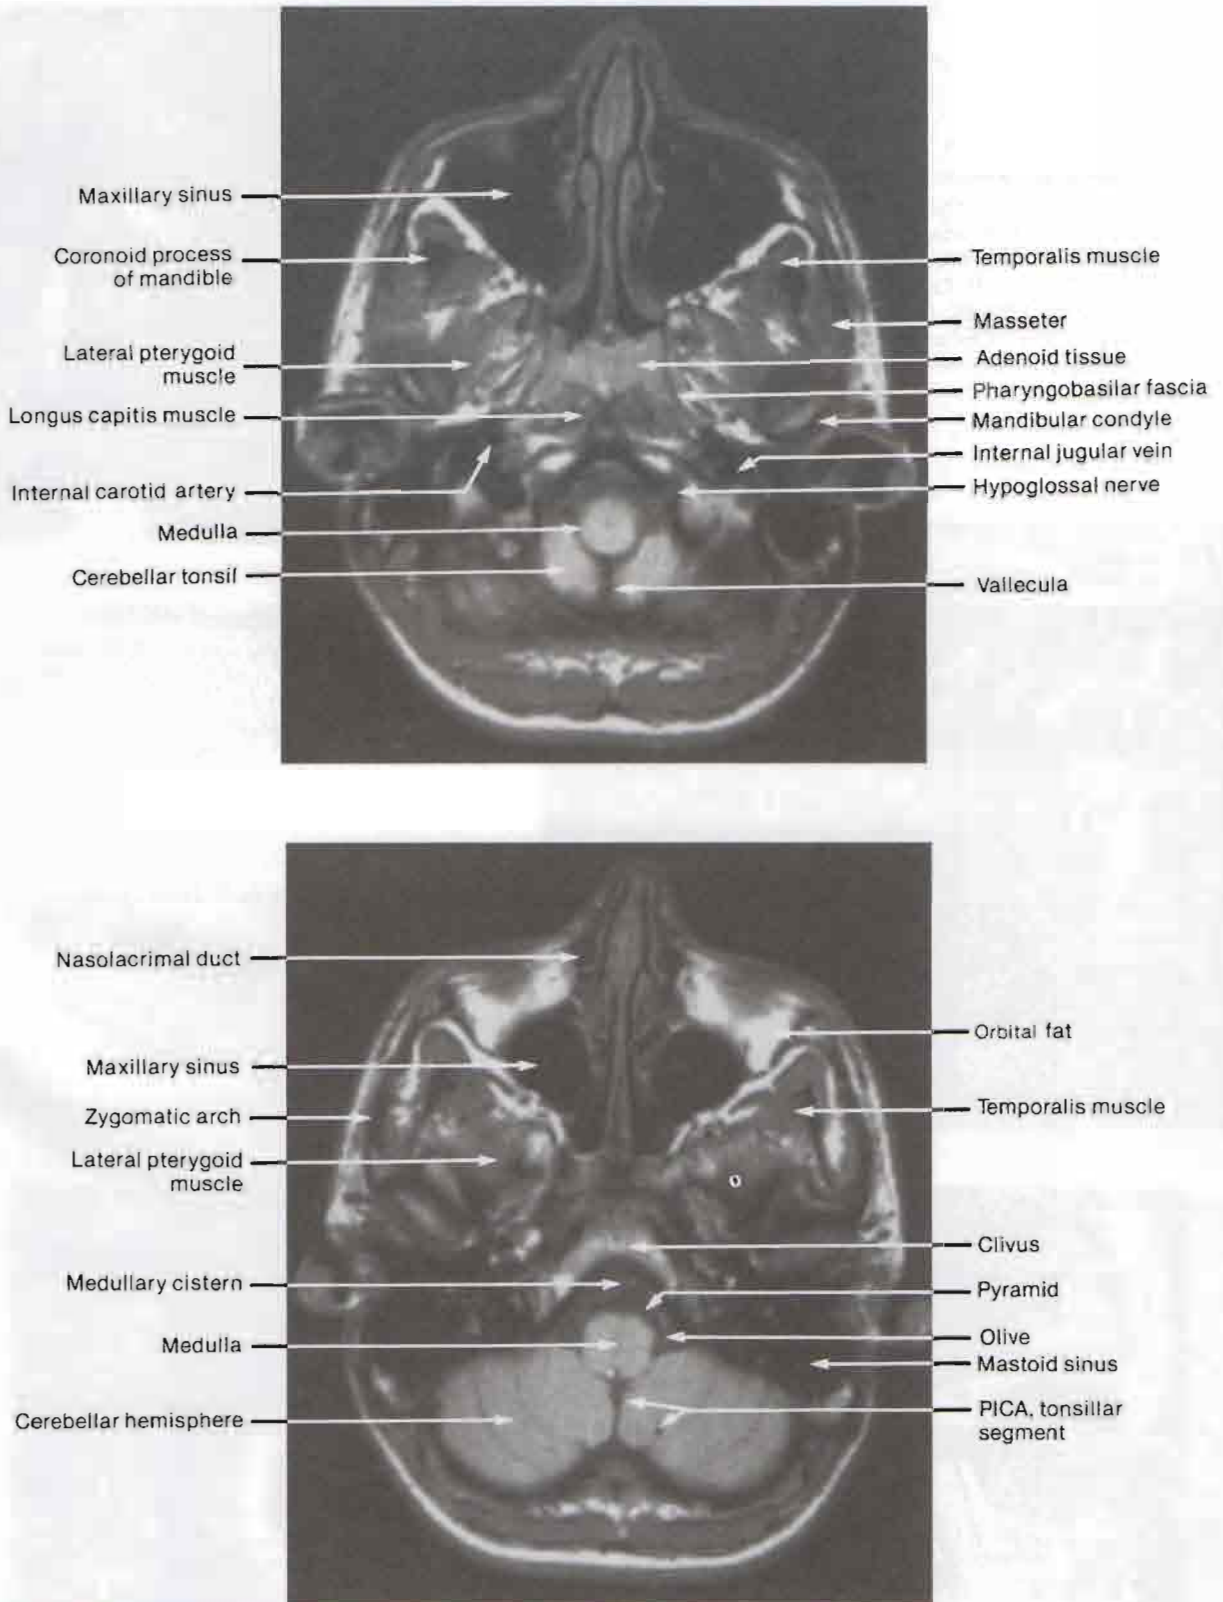 Maxillary sinus
Coronoid process
of mandible
Lateral pterygoid
muscle
Longus capitis muscle
Internal carotid artery
Medulla
Cerebellar tonsil
Temporalis muscle
Masseter
Adenoid tissue
Pharyngobasilar fascia
Mandibular condyle
Internal jugular vein
Hypoglossal nerve
Vallecula
Nasolacrimal duct
Maxillary sinus
Zygomatic arch
Lateral pterygoid
muscle
Medullary cistern
Medulla
Cerebellar hemisphere
Orbital fat
Temporalis muscle
Clivus
Pyramid
Olive
Mastoid sinus
PICA, tonsillar
segment